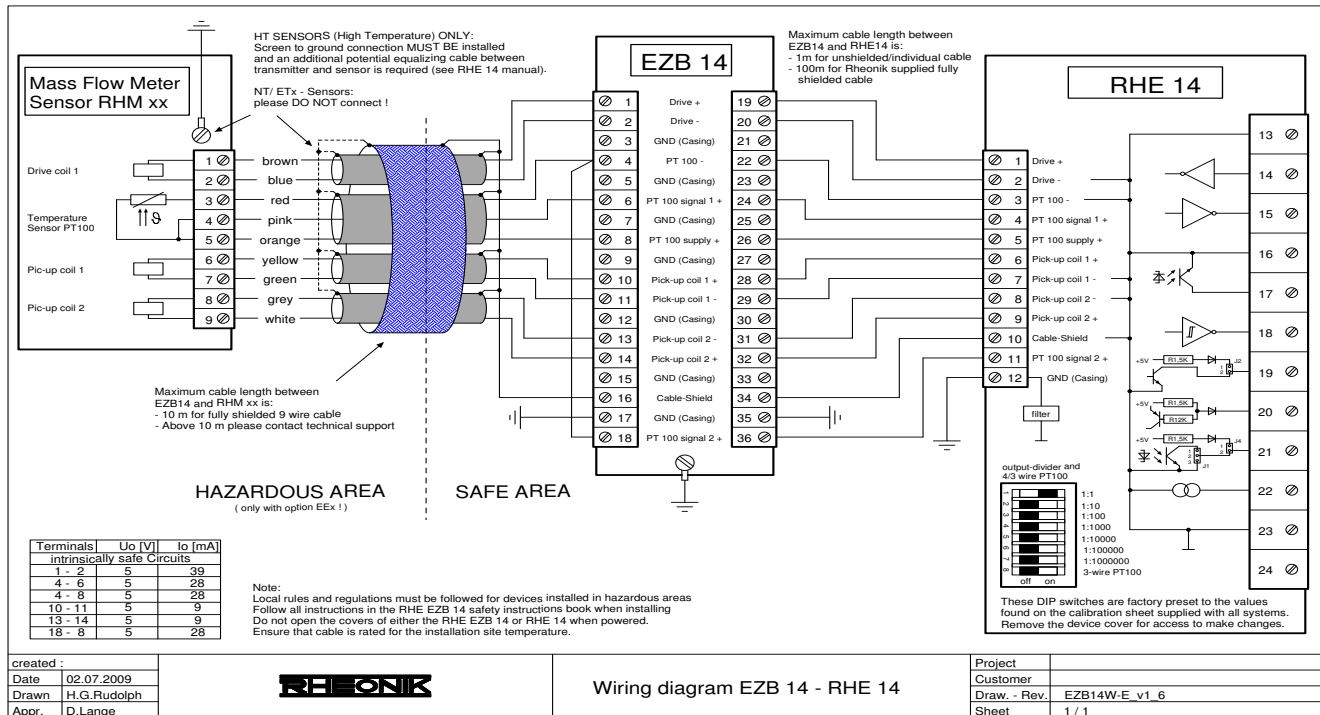 HT SENSORS (High Temperature) ONLY:
Screen to ground connection MUST BE installed
and an additional potential equalizing cable between
transmitter and sensor is required (see RHE 14 manual).
NT/ ETx - Sensors:
please DO NOT connect !
Mass Flow Meter
Sensor RHM xx
Drive coil 1
Temperature
Sensor PT100
Pic-up coil 1
Pic-up coil 2
ϑ
1 brown
2 blue
3 red
4 pink
5 orange
6 yellow
7 green
8 grey
9 white
Maximum cable length between
EZB14 and RHM xx is:
- 10 m for fully shielded 9 wire cable
- Above 10 m please contact technical support
HAZARDOUS AREA
( only with option EEx ! )
SAFE AREA
EZB 14
1 Drive + 19
2 Drive - 20
3 GND (Casing) 21
4 PT 100 - 22
5 GND (Casing) 23
6 PT 100 signal 1 + 24
7 GND (Casing) 25
8 PT 100 supply + 26
9 GND (Casing) 27
10 Pick-up coil 1 + 28
11 Pick-up coil 1 - 29
12 GND (Casing) 30
13 Pick-up coil 2 - 31
14 Pick-up coil 2 + 32
15 GND (Casing) 33
16 Cable-Shield 34
17 GND (Casing) 35
18 PT 100 signal 2 + 36
Maximum cable length between
EZB14 and RHE14 is:
- 1m for unshielded/individual cable
- 100m for Rheonik supplied fully
shielded cable
RHE 14
1 Drive +
2 Drive -
3 PT 100 -
4 PT 100 signal 1 +
5 PT 100 supply +
6 Pick-up coil 1 +
7 Pick-up coil 1 -
8 Pick-up coil 2 -
9 Pick-up coil 2 +
10 Cable-Shield
11 PT 100 signal 2 +
12 GND (Casing)
filter
13
14
15
16
17
18
+5V R1,5K 1 2 J2
19
+5V R1,5K
R12K
20
+5V R1,5K 1 2 J4
1 2 3 J1
21
22
23
24
output-divider and
4/3 wire PT100
1 1:1
2 1:10
3 1:100
4 1:1000
5 1:10000
6 1:100000
7 1:1000000
8 3-wire PT100
off on
These DIP switches are factory preset to the values
found on the calibration sheet supplied with all systems.
Remove the device cover for access to make changes.
Terminals Uo [V] Io [mA]
intrinsically safe Circuits
1 - 2 5 39
4 - 6 5 28
4 - 8 5 28
10 - 11 5 9
13 - 14 5 9
18 - 8 5 28
Note:
Local rules and regulations must be followed for devices installed in hazardous areas
Follow all instructions in the RHE EZB 14 safety instructions book when installing
Do not open the covers of either the RHE EZB 14 or RHE 14 when powered.
Ensure that cable is rated for the installation site temperature.
created :
Date 02.07.2009
Drawn H.G.Rudolph
Appr. D.Lange
RHEONIK
Wiring diagram EZB 14 - RHE 14
Project
Customer
Draw. - Rev. EZB14W-E_v1_6
Sheet 1 / 1